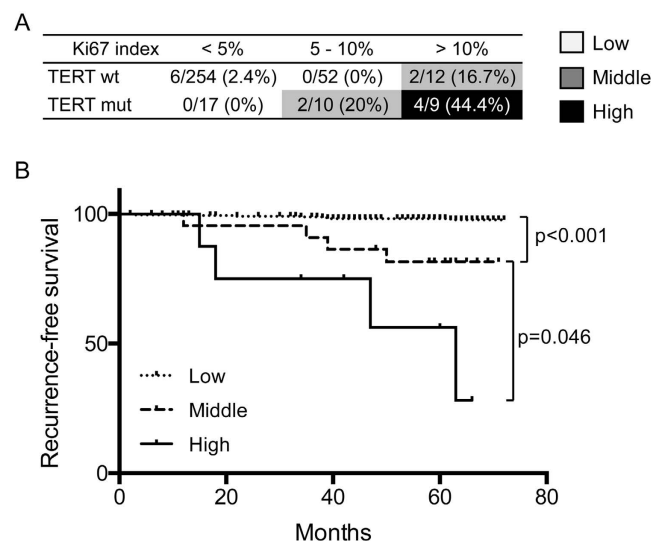 A
Ki67 index < 5% 5 - 10% > 10%
TERT wt 6/254 (2.4%) 0/52 (0%) 2/12 (16.7%)
TERT mut 0/17 (0%) 2/10 (20%) 4/9 (44.4%)
Low
Middle
High
B
Recurrence-free survival
100
50
0
p<0.001
p=0.046
Low
Middle
High
0 20 40 60 80
Months